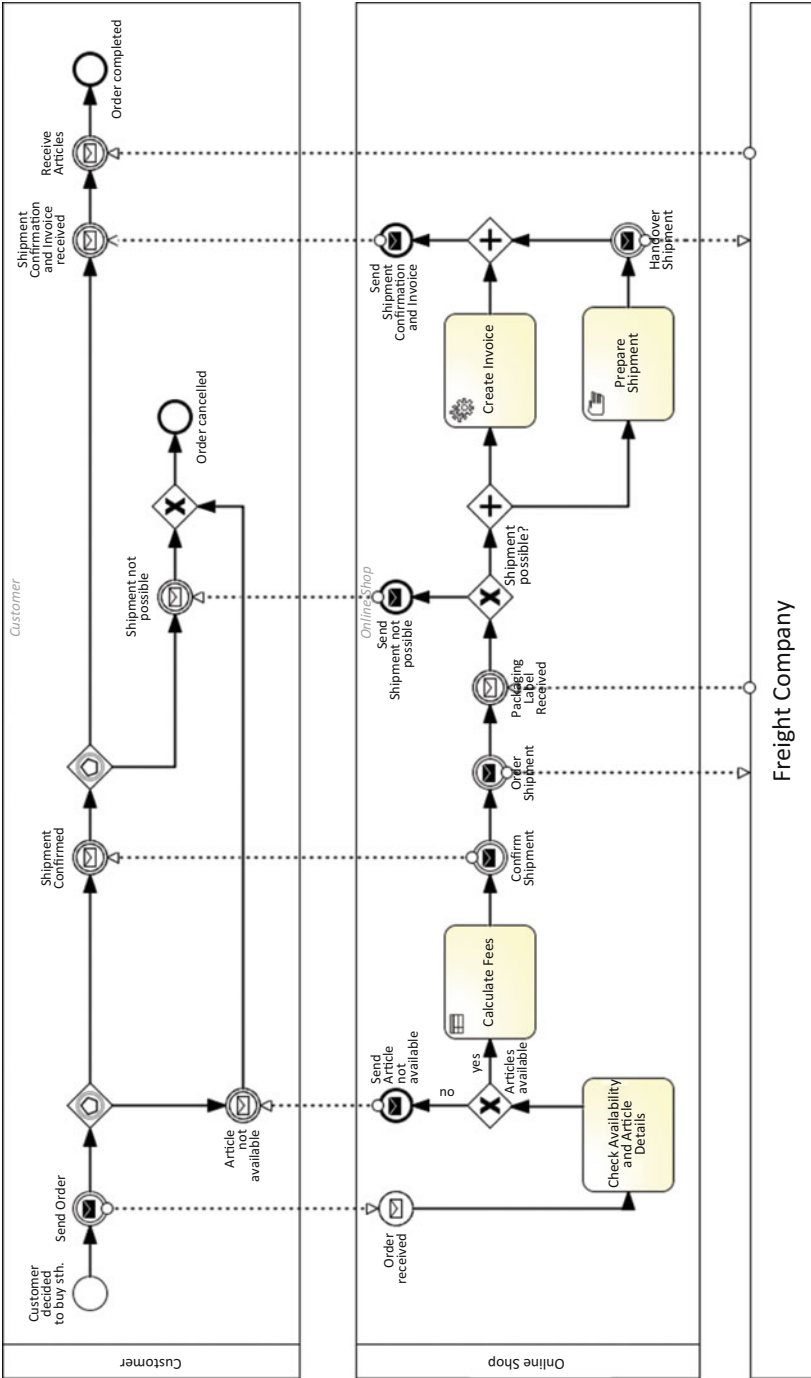 Customer
Customer
Customer
decided
to buy sth.
Send Order
Article
not
available
Shipment
Confirmed
Shipment not
possible
Order cancelled
Shipment
Confirmation
and Invoice
received
Receive
Articles
Order completed
Online Shop
Online Shop
Order
received
Check Availability
and Article
Details
Articles
available
no
yes
Send
Article
not
available
Calculate Fees
Confirm
Shipment
Order
Shipment
Packaging
Label
Received
Send
Shipment not
possible
Shipment
possible?
Create Invoice
Prepare
Shipment
Handover
Shipment
Send
Shipment
Confirmation
and Invoice
Freight Company